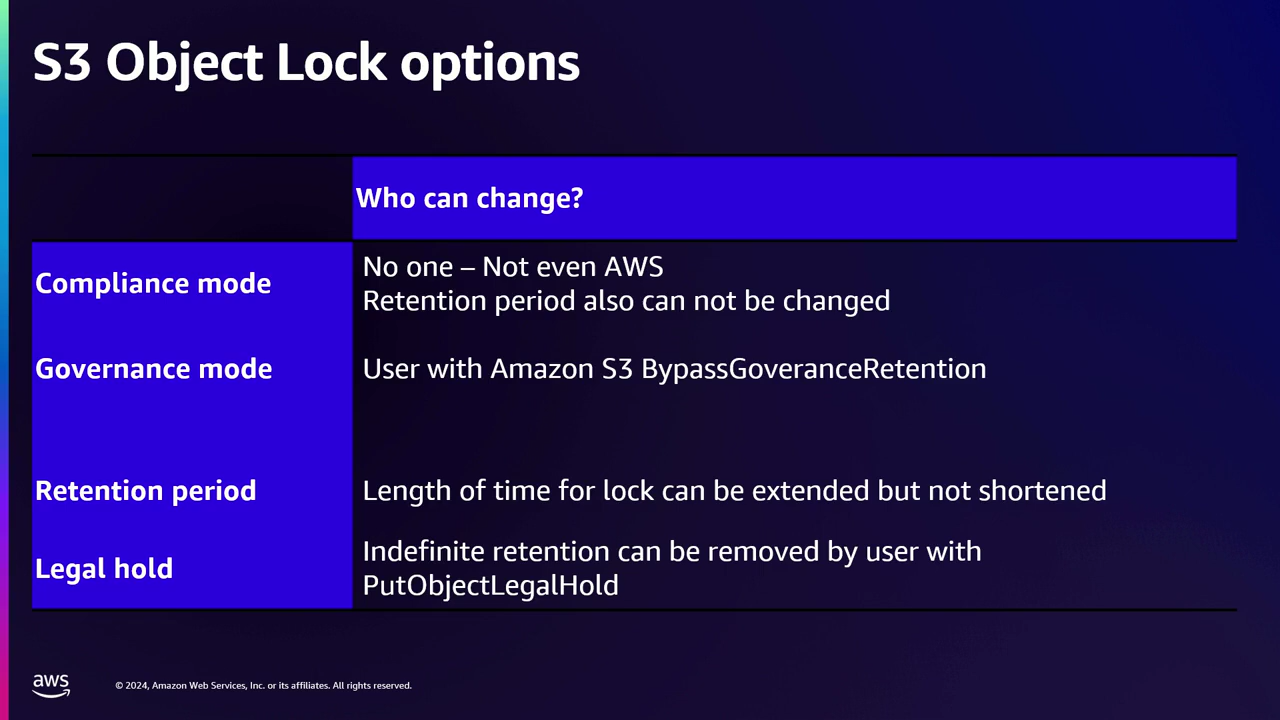 S3 Object Lock options
Who can change?
Compliance mode
No one – Not even AWS
Retention period also can not be changed
Governance mode
User with Amazon S3 BypassGoveranceRetention
Retention period
Length of time for lock can be extended but not shortened
Legal hold
Indefinite retention can be removed by user with
PutObjectLegalHold
aws
© 2024, Amazon Web Services, Inc. or its affiliates. All rights reserved.